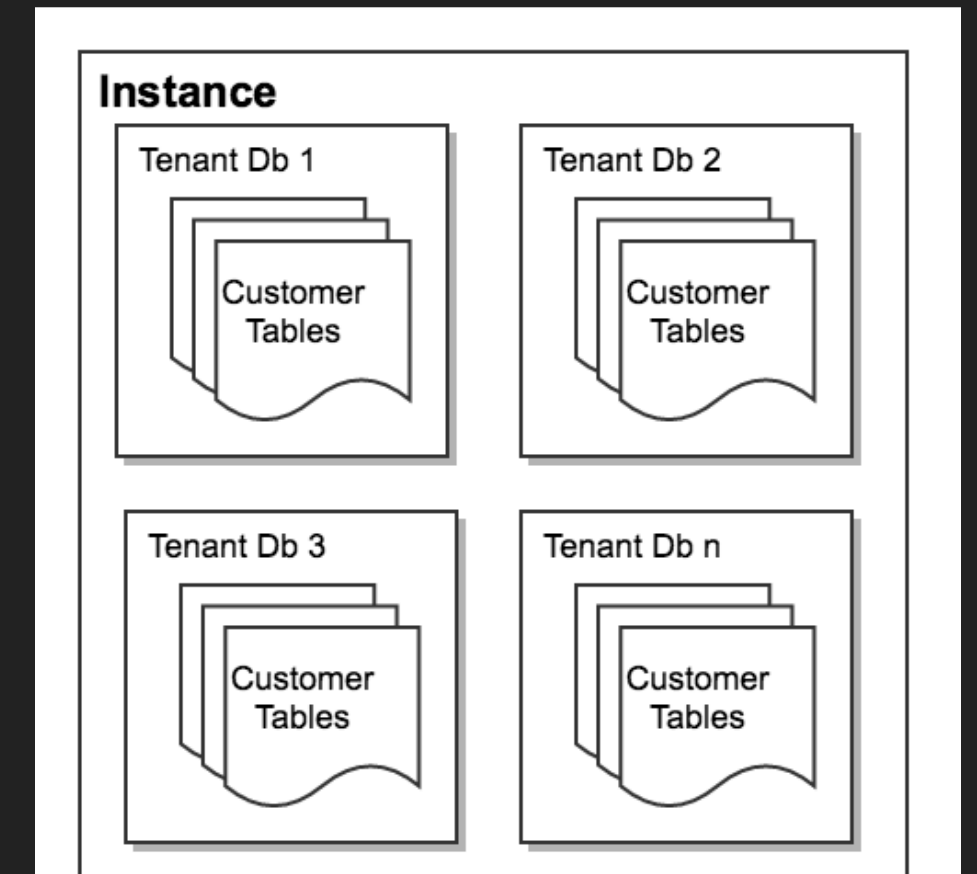 Instance
Tenant Db 1
Customer
Tables
Tenant Db 2
Customer
Tables
Tenant Db 3
Customer
Tables
Tenant Db n
Customer
Tables